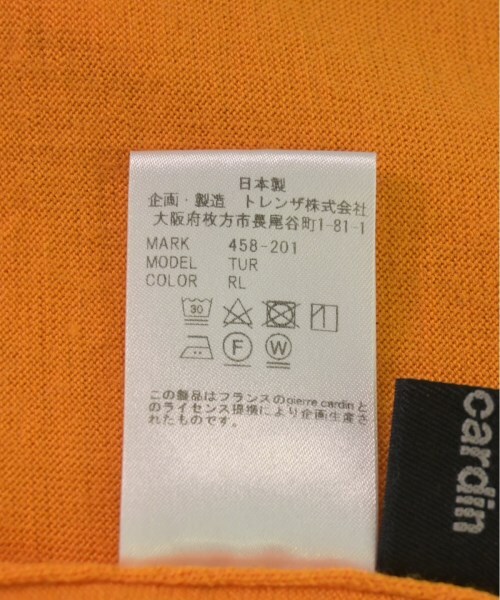 日本製
企画・製造 トレンザ株式会社
大阪府枚方市長尾谷町1-81-1
MARK 458-201
MODEL TUR
COLOR RL
30
F W
この製品はフランスのpierre cardinと
のライセンス提携により企画生産さ
れたものです。
cardin